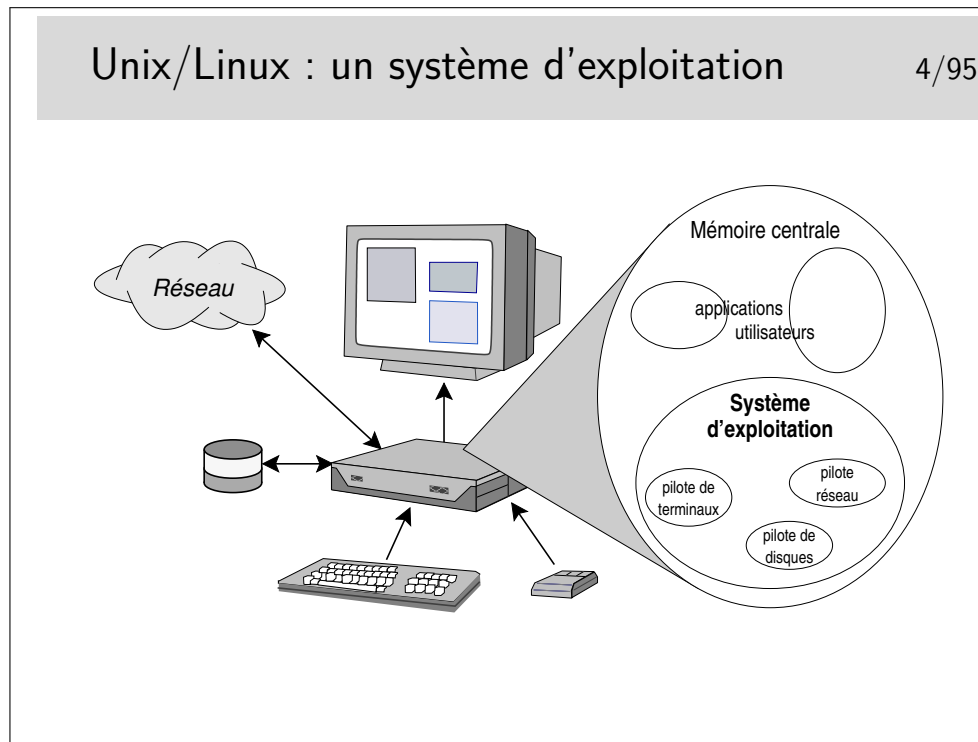 Unix/Linux : un système d'exploitation 4/95
Réseau
Mémoire centrale
applications
utilisateurs
Système
d'exploitation
pilote de
terminaux
pilote
réseau
pilote de
disques